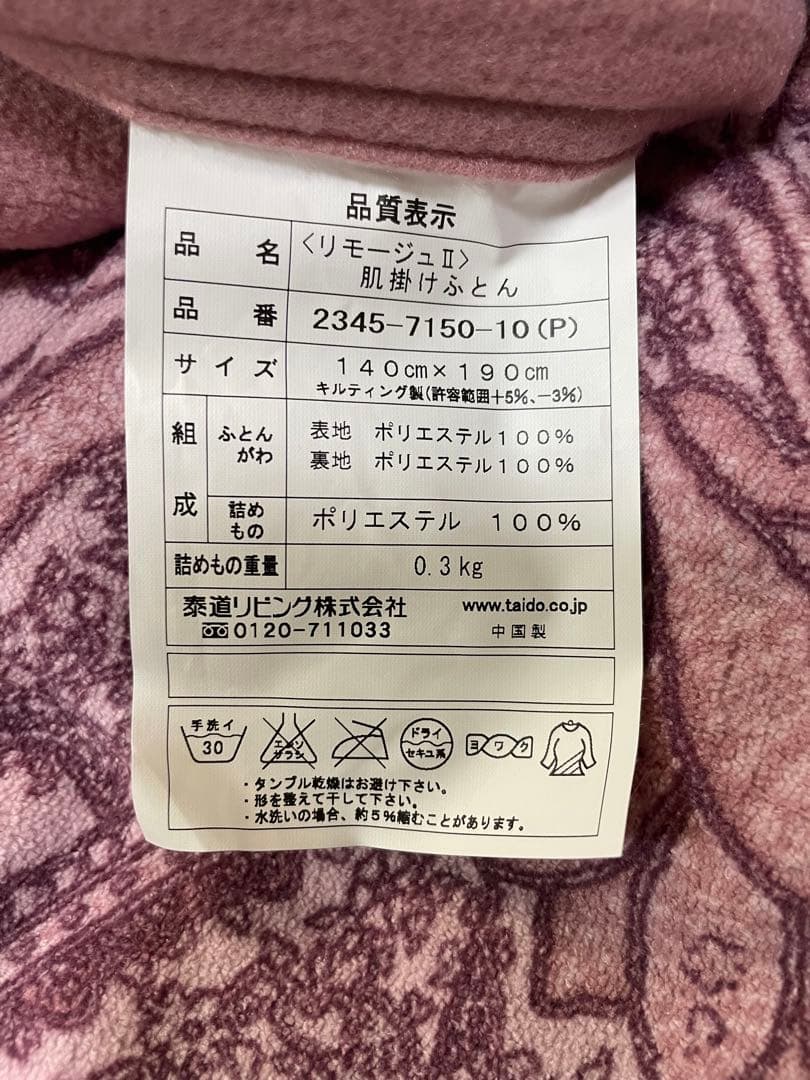 品質表示
品名 〈リモージュⅡ〉
肌掛けふとん
品番 2345-7150-10(P)
サイズ 140cm×190cm
キルティング製(許容範囲+5%、-3%)
組成 ふとんがわ 表地 ポリエステル100%
裏地 ポリエステル100%
詰めもの ポリエステル 100%
詰めもの重量 0.3kg
泰道リビング株式会社 www.taido.co.jp
0120-711033 中国製
手洗イ 30 エンソサラシ ドライ セキユ系 ヨワク
・タンブル乾燥はお避け下さい。
・形を整えて干して下さい。
・水洗いの場合、約5%縮むことがあります。